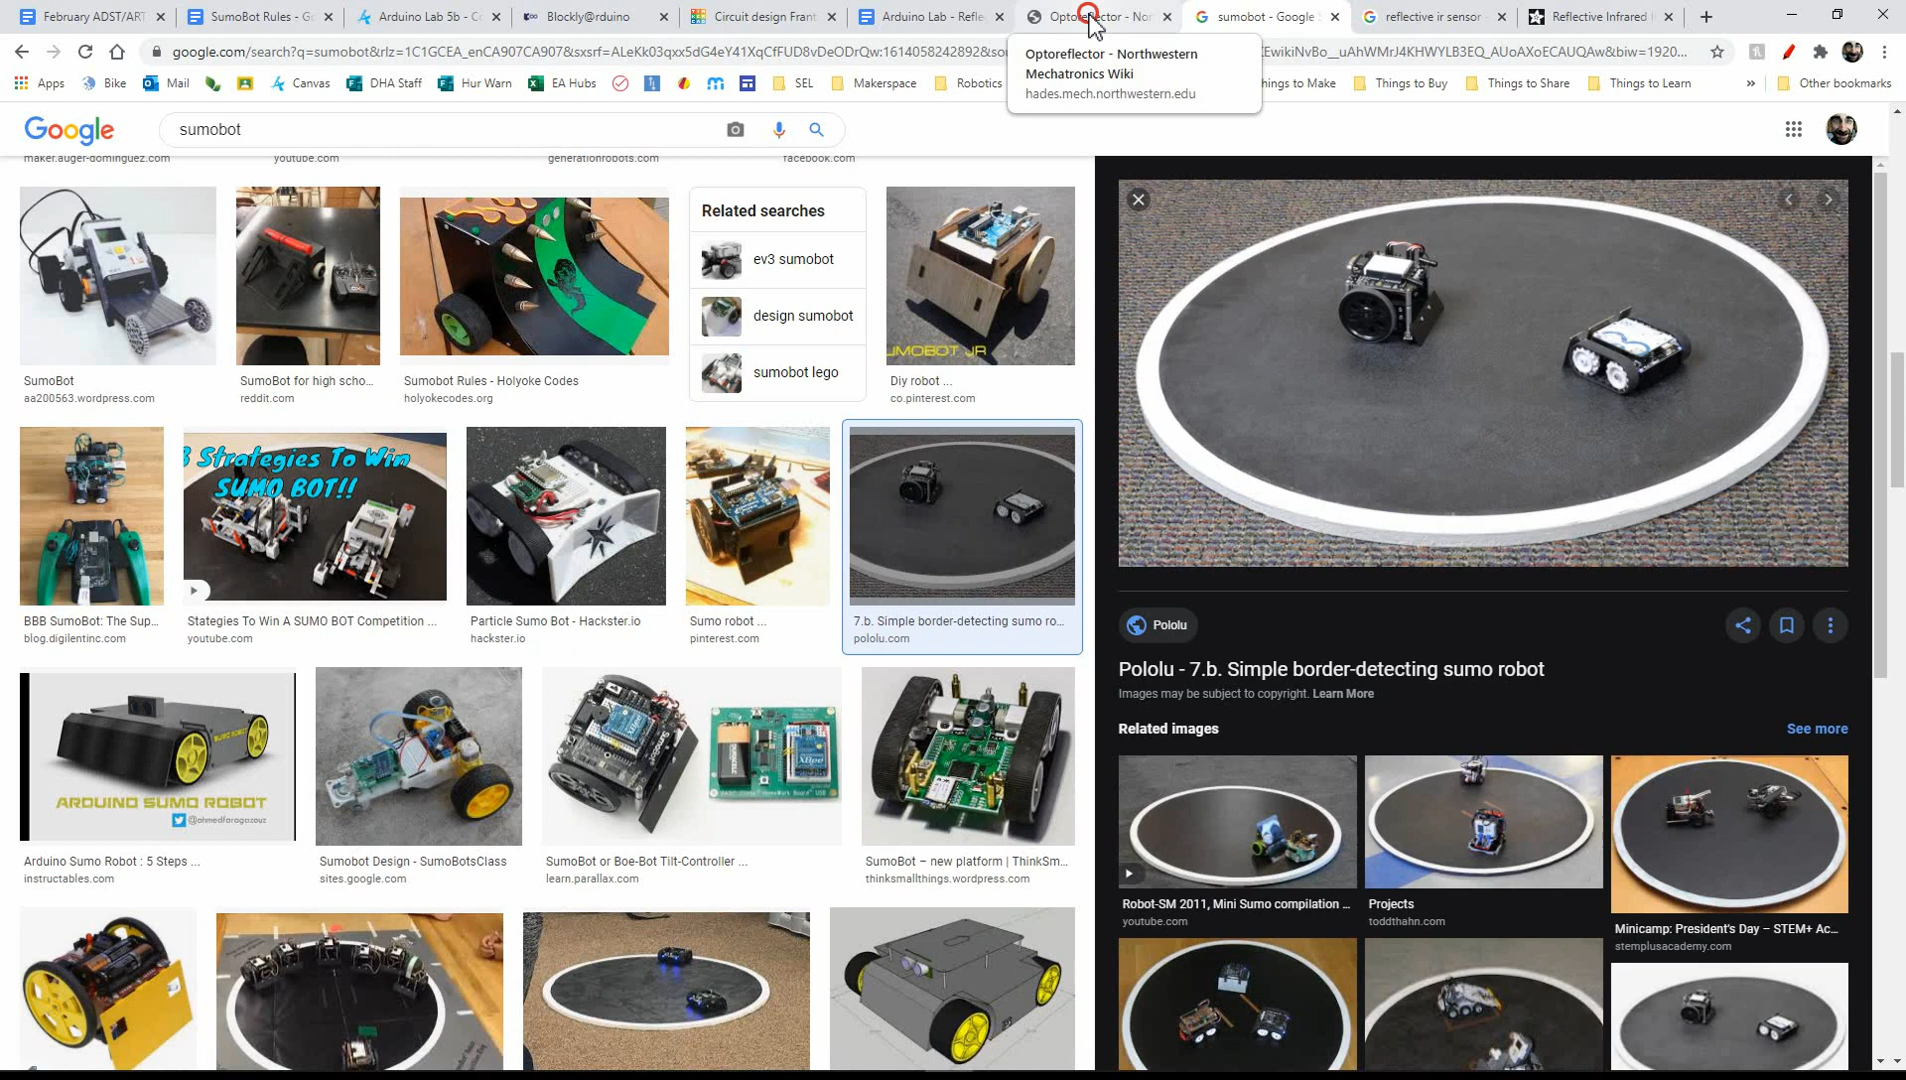 February ADST/ART
SumoBot Rules - G
Arduino Lab 5b - C
Blockly@rduino
Circuit design Frant
Arduino Lab - Refle
Optoreflector - Nor
sumobot - Google
reflective ir sensor -
Reflective Infrared I
google.com/search?q=sumobot&rlz=1C1GCEA_enCA907CA907&sxsrf=ALeKk03qxx5dG4eY41XqCfFUD8vDeODrQw:1614058242892&sou
Optoreflector - Northwestern
Mechatronics Wiki
hades.mech.northwestern.edu
Apps
Bike
Mail
Canvas
DHA Staff
Hur Warn
EA Hubs
SEL
Makerspace
Robotics
hings to Make
Things to Buy
Things to Share
Things to Learn
Other bookmarks
Google
sumobot
maker.auger-dominguez.com
youtube.com
generationrobots.com
facebook.com
Related searches
ev3 sumobot
design sumobot
sumobot lego
UMOBOT JR
SumoBot
aa200563.wordpress.com
SumoBot for high scho...
reddit.com
Sumobot Rules - Holyoke Codes
holyokecodes.org
Diy robot ...
co.pinterest.com
3 Strategies To Win
SUMO BOT!!
BBB SumoBot: The Sup...
blog.digilentinc.com
Stategies To Win A SUMO BOT Competition ...
youtube.com
Particle Sumo Bot - Hackster.io
hackster.io
Sumo robot ...
pinterest.com
7.b. Simple border-detecting sumo ro...
pololu.com
ARDUINO SUMO ROBOT
@ahmedfaragazouz
Arduino Sumo Robot : 5 Steps ...
instructables.com
Sumobot Design - SumoBotsClass
sites.google.com
SumoBot or Boe-Bot Tilt-Controller ...
learn.parallax.com
SumoBot – new platform | ThinkSm...
thinksmallthings.wordpress.com
Pololu
Pololu - 7.b. Simple border-detecting sumo robot
Images may be subject to copyright. Learn More
Related images
See more
Robot-SM 2011, Mini Sumo compilation ...
youtube.com
Projects
toddthahn.com
Minicamp: President's Day – STEM+ Ac...
stemplusacademy.com